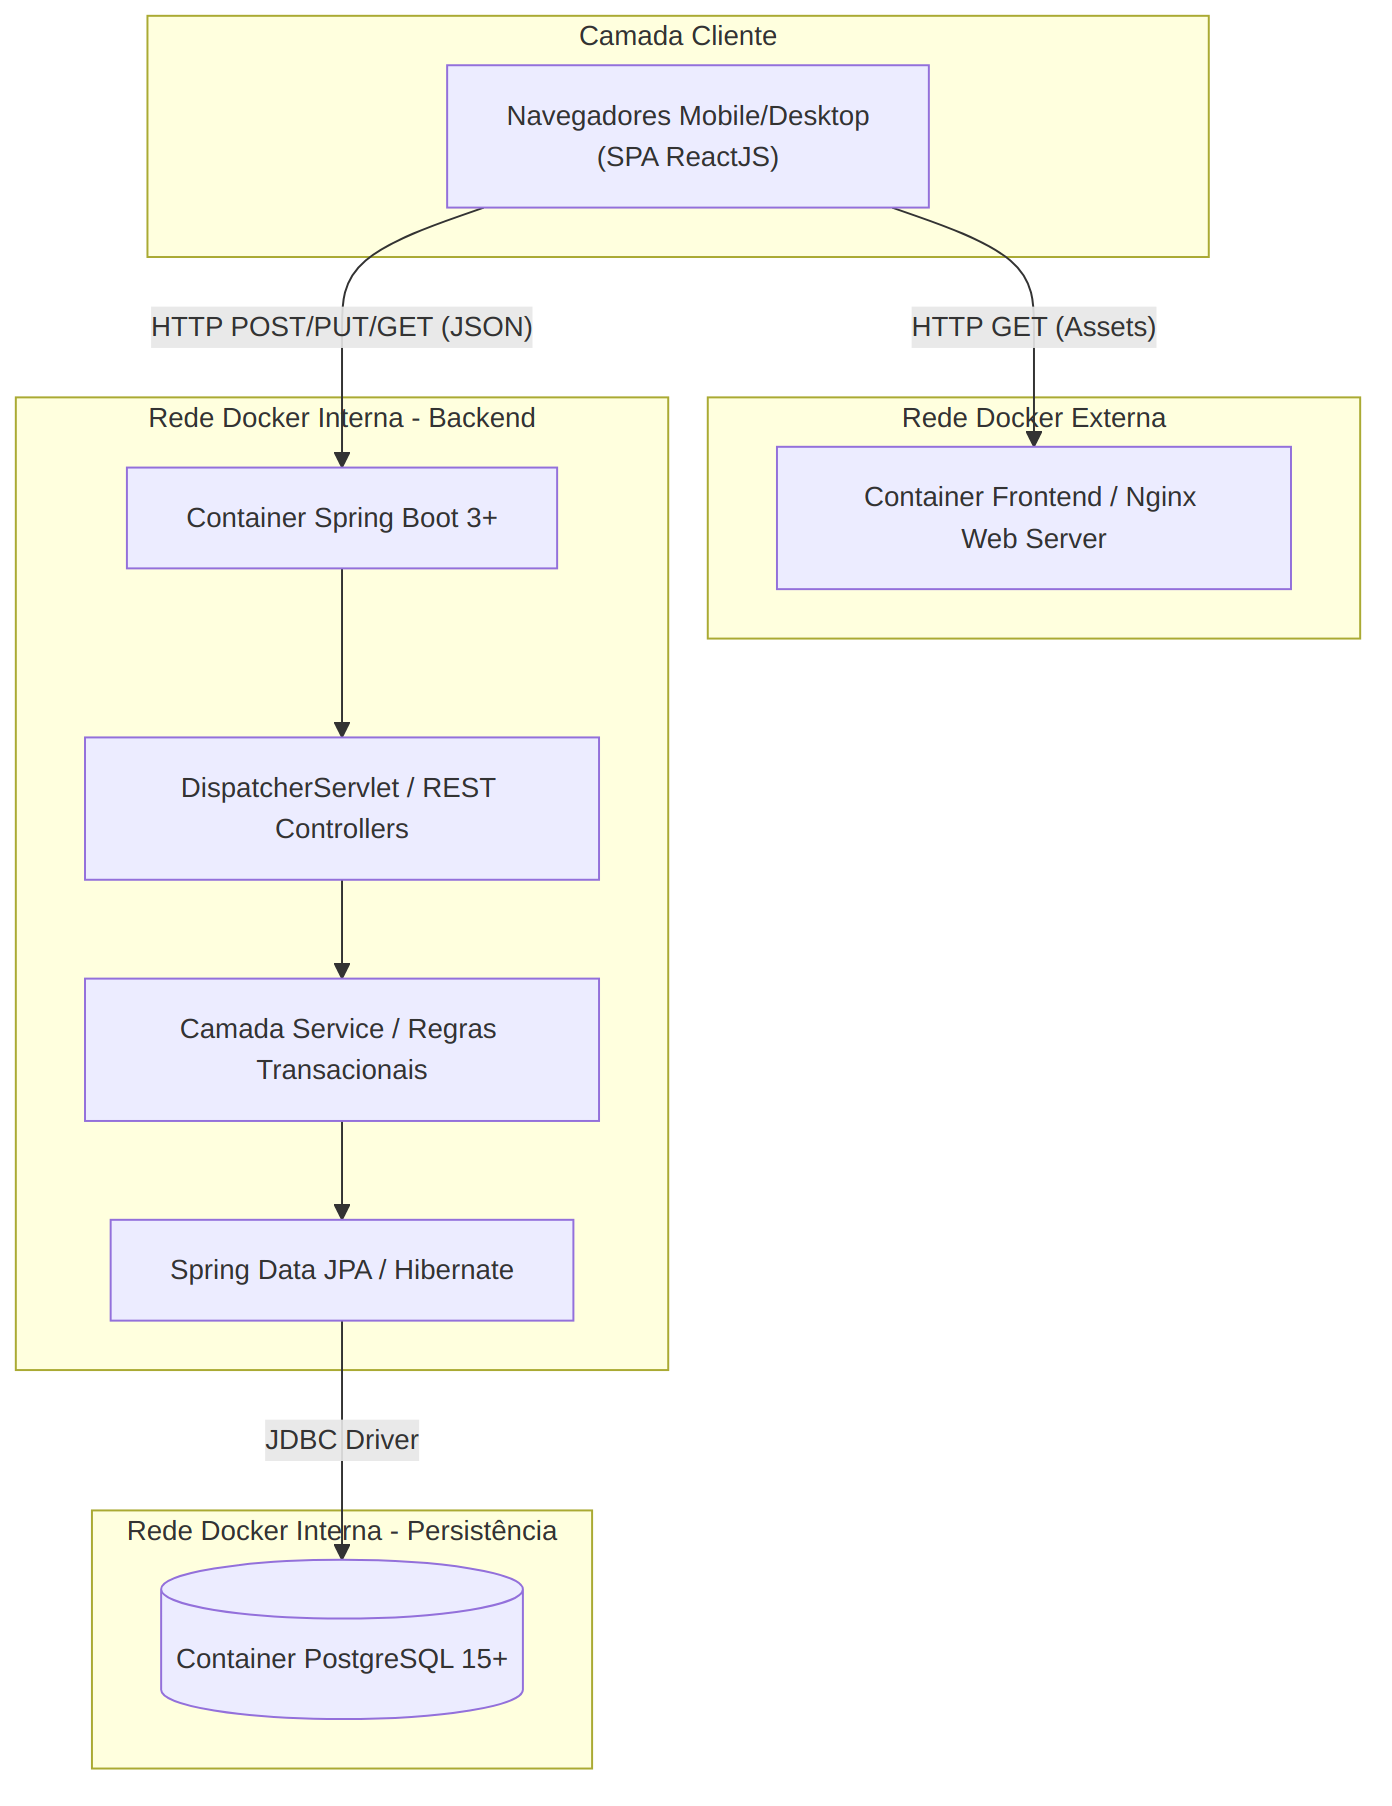 Camada Cliente
Navegadores Mobile/Desktop
(SPA ReactJS)
HTTP POST/PUT/GET (JSON)
HTTP GET (Assets)
Rede Docker Interna - Backend
Rede Docker Externa
Container Spring Boot 3+
Container Frontend / Nginx
Web Server
DispatcherServlet / REST
Controllers
Camada Service / Regras
Transacionais
Spring Data JPA / Hibernate
JDBC Driver
Rede Docker Interna - Persistência
Container PostgreSQL 15+